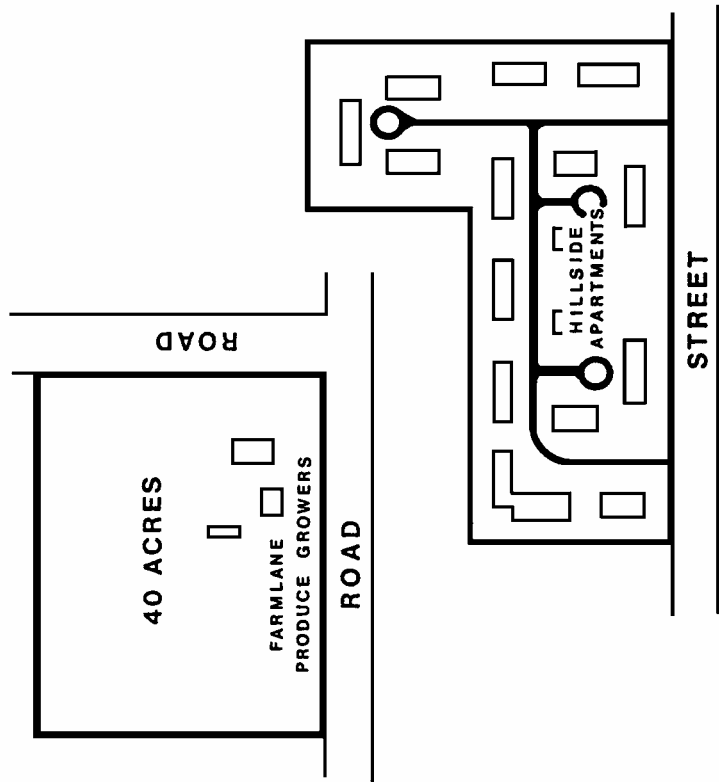 ROAD
40 ACRES
FARMLANE
PRODUCE GROWERS
ROAD
HILLSIDE
APARTMENTS
STREET